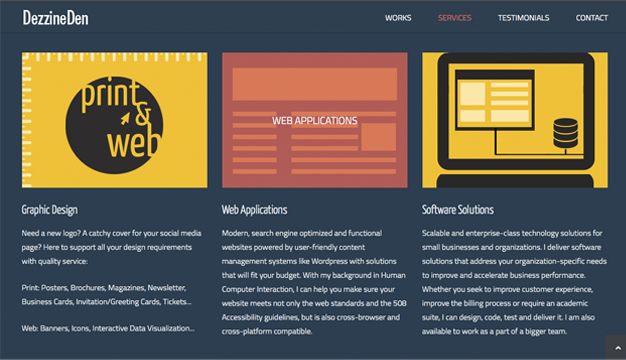 DezzineDen
WORKS SERVICES TESTIMONIALS CONTACT
print
&
web
WEB APPLICATIONS
Graphic Design
Need a new logo? A catchy cover for your social media
page? Here to support all your design requirements
with quality service:
Print: Posters, Brochures, Magazines, Newsletter,
Business Cards, Invitation/Greeting Cards, Tickets...
Web: Banners, Icons, Interactive Data Visualization...
Web Applications
Modern, search engine optimized and functional
websites powered by user-friendly content
management systems like Wordpress with solutions
that will fit your budget. With my background in Human
Computer Interaction, I can help you make sure your
website meets not only the web standards and the 508
Accessibility guidelines, but is also cross-browser and
cross-platform compatible.
Software Solutions
Scalable and enterprise-class technology solutions for
small businesses and organizations. I deliver software
solutions that address your organization-specific needs
to improve and accelerate business performance.
Whether you seek to improve customer experience,
improve the billing process or require an academic
suite, I can design, code, test and deliver it. I am also
available to work as a part of a bigger team.